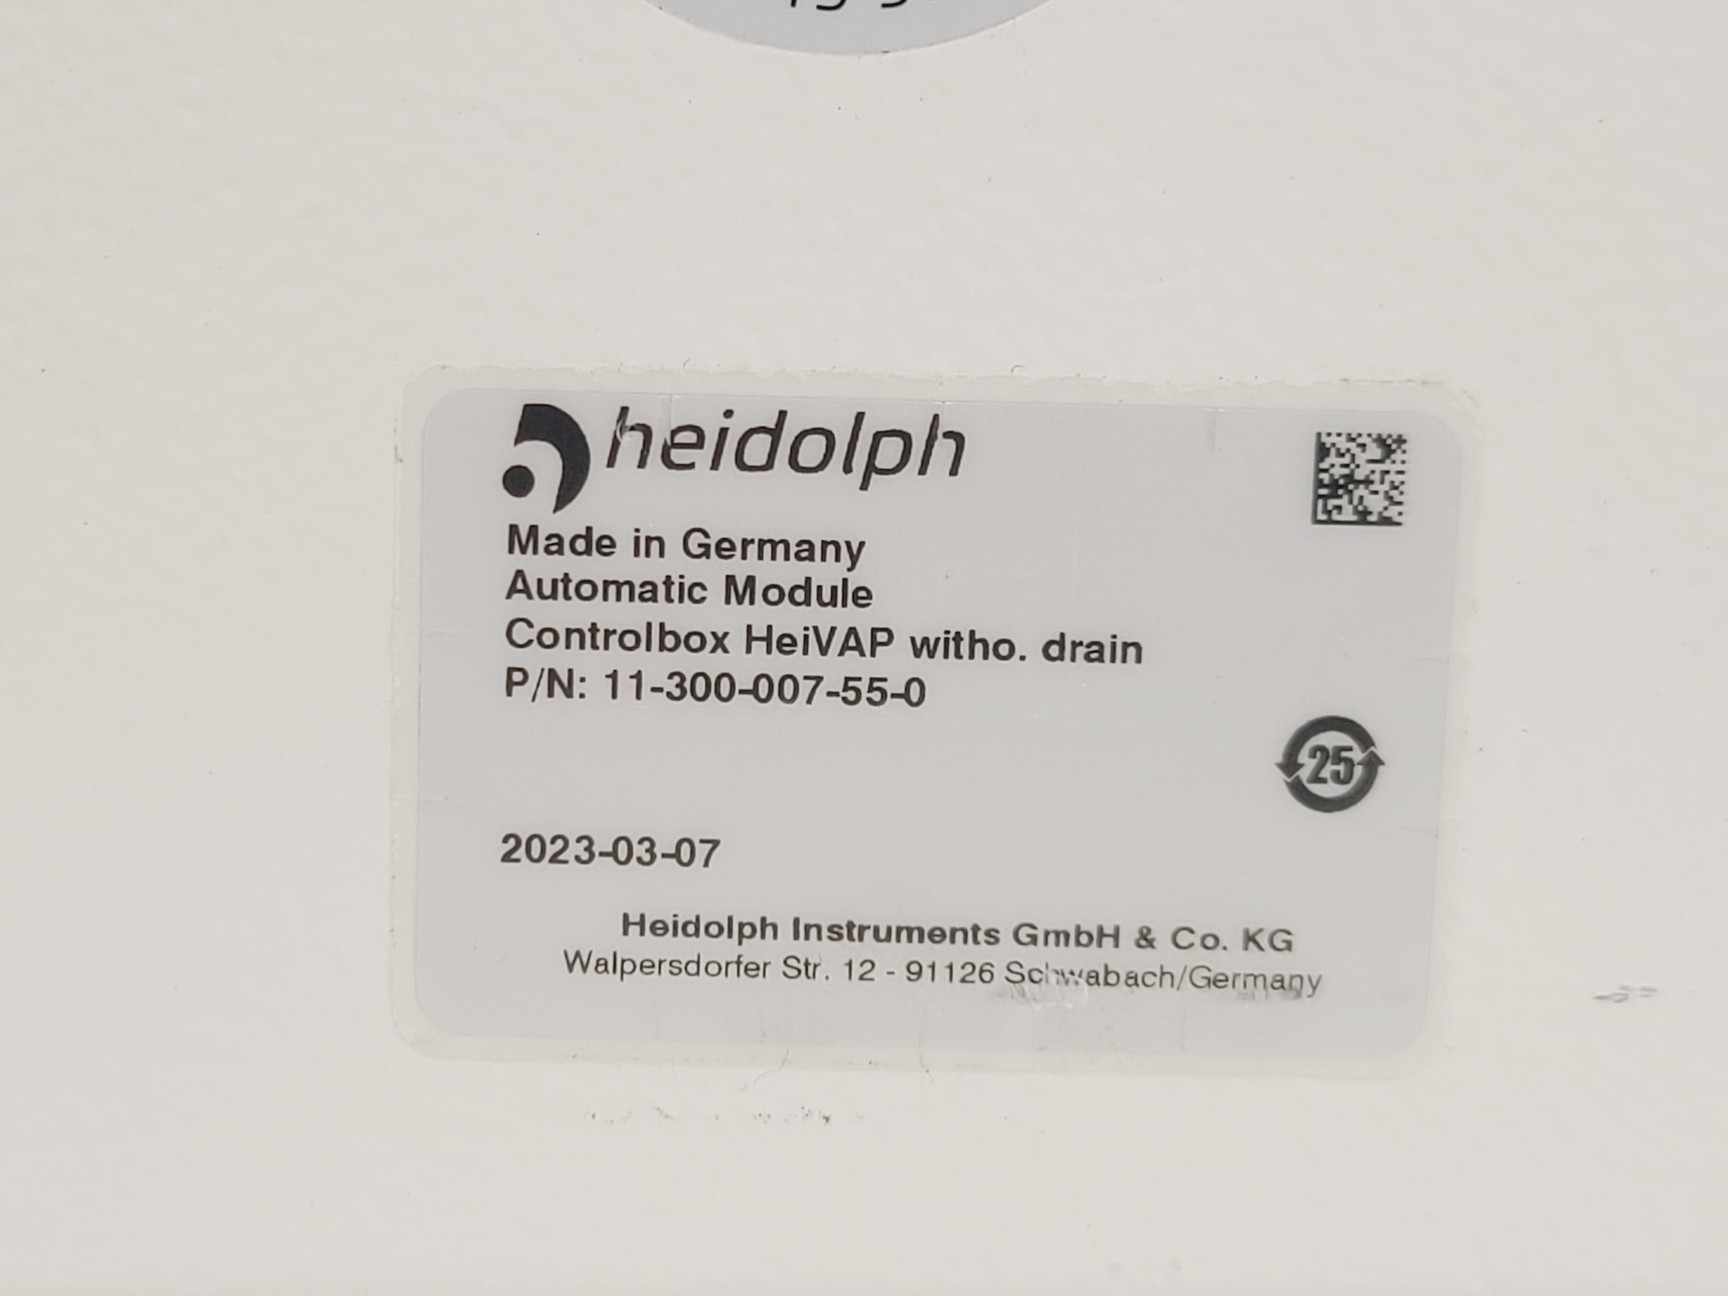 heidolph
Made in Germany
Automatic Module
Controlbox HeiVAP witho. drain
P/N: 11-300-007-55-0
25
2023-03-07
Heidolph Instruments GmbH & Co. KG
Walpersdorfer Str. 12 - 91126 Schwabach/Germany